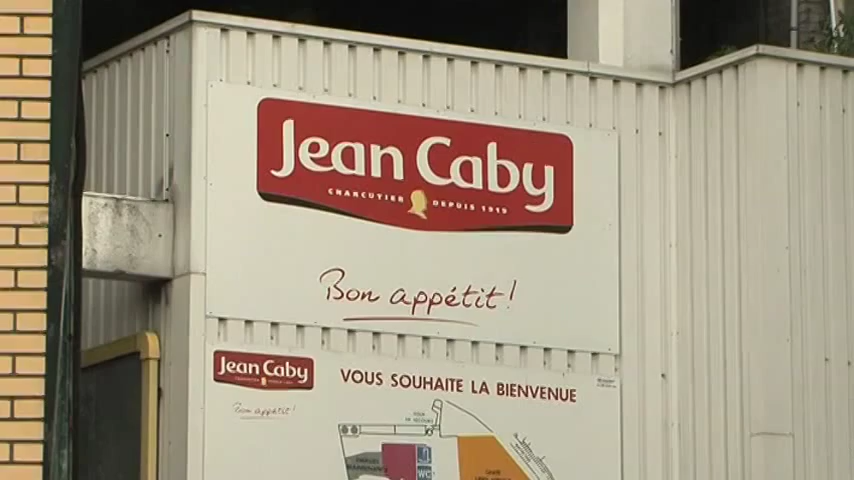 Jean Caby
CHARCUTIER DEPUIS 1919
Bon appétit !
Jean Caby
Bon appétit !
VOUS SOUHAITE LA BIENVENUE
WC